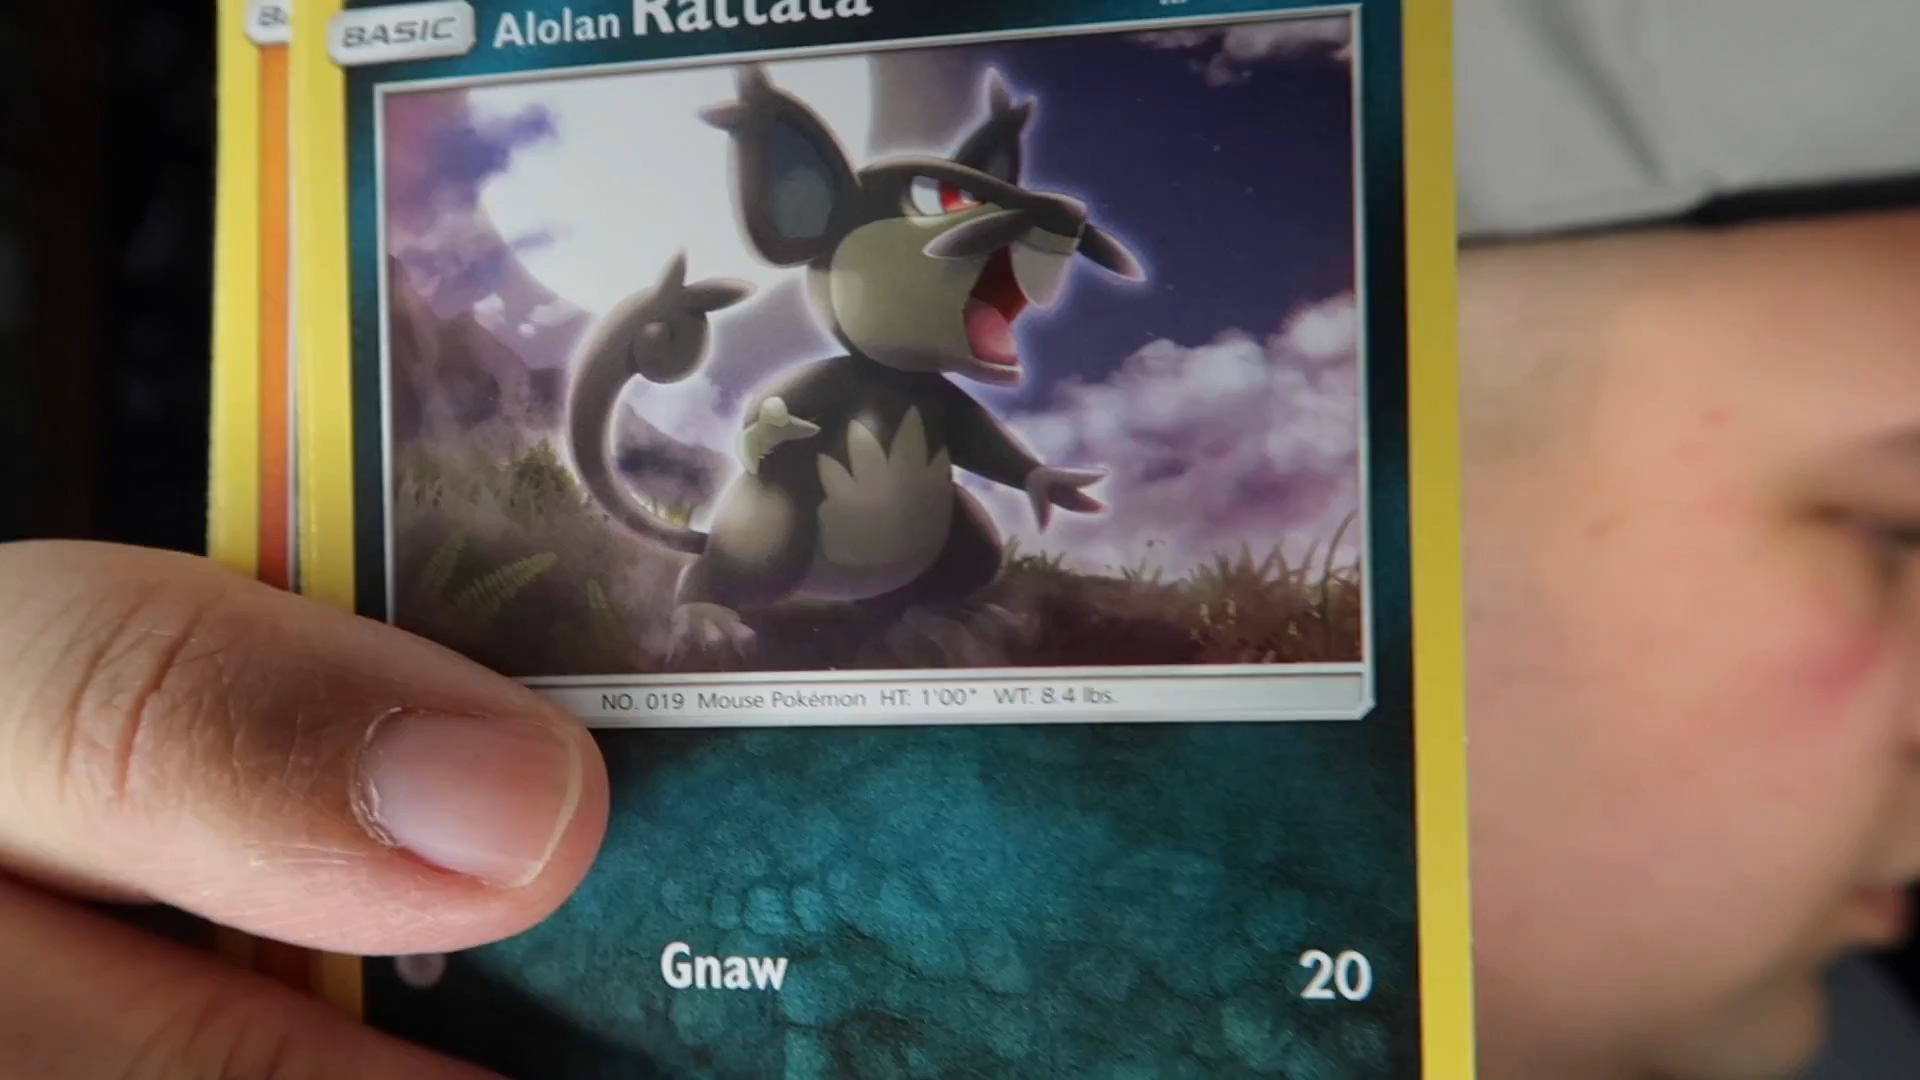 BASIC Alolan Rattata
NO. 019 Mouse Pokémon HT: 1'00" WT: 8.4 lbs.
Gnaw 20